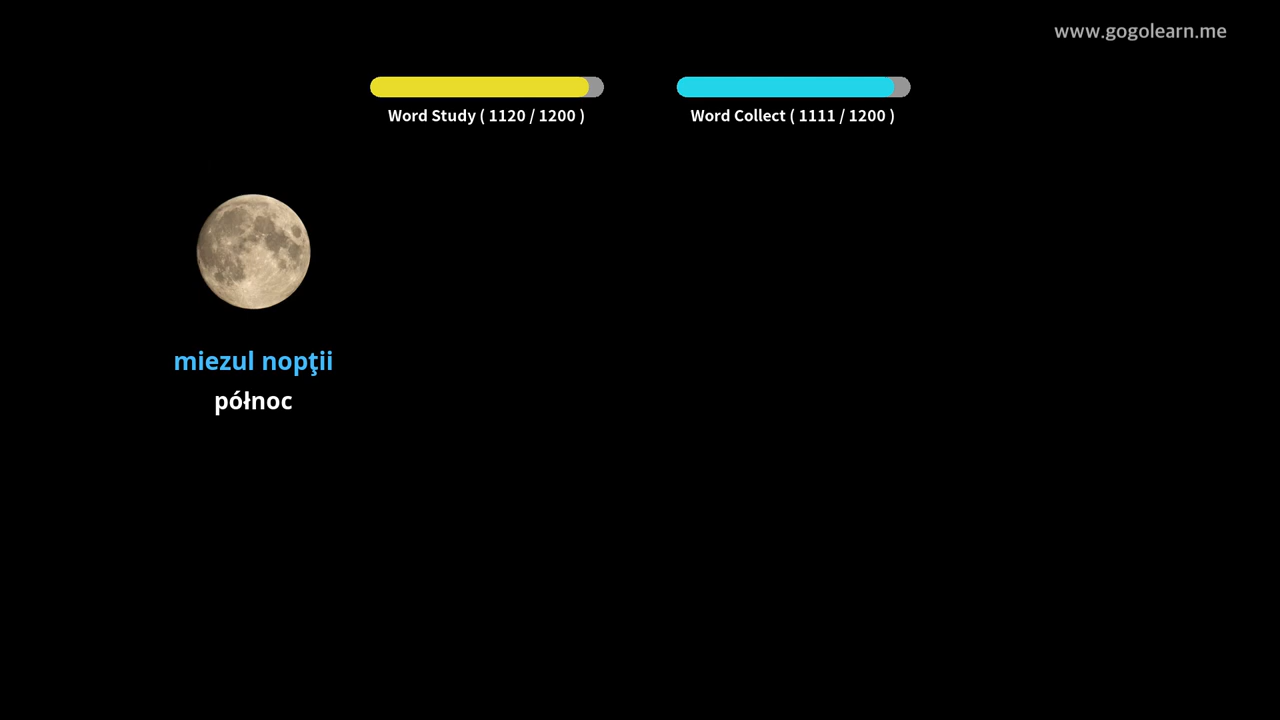 www.gogolearn.me
Word Study ( 1120 / 1200 )
Word Collect ( 1111 / 1200 )
miezul nopţii
północ